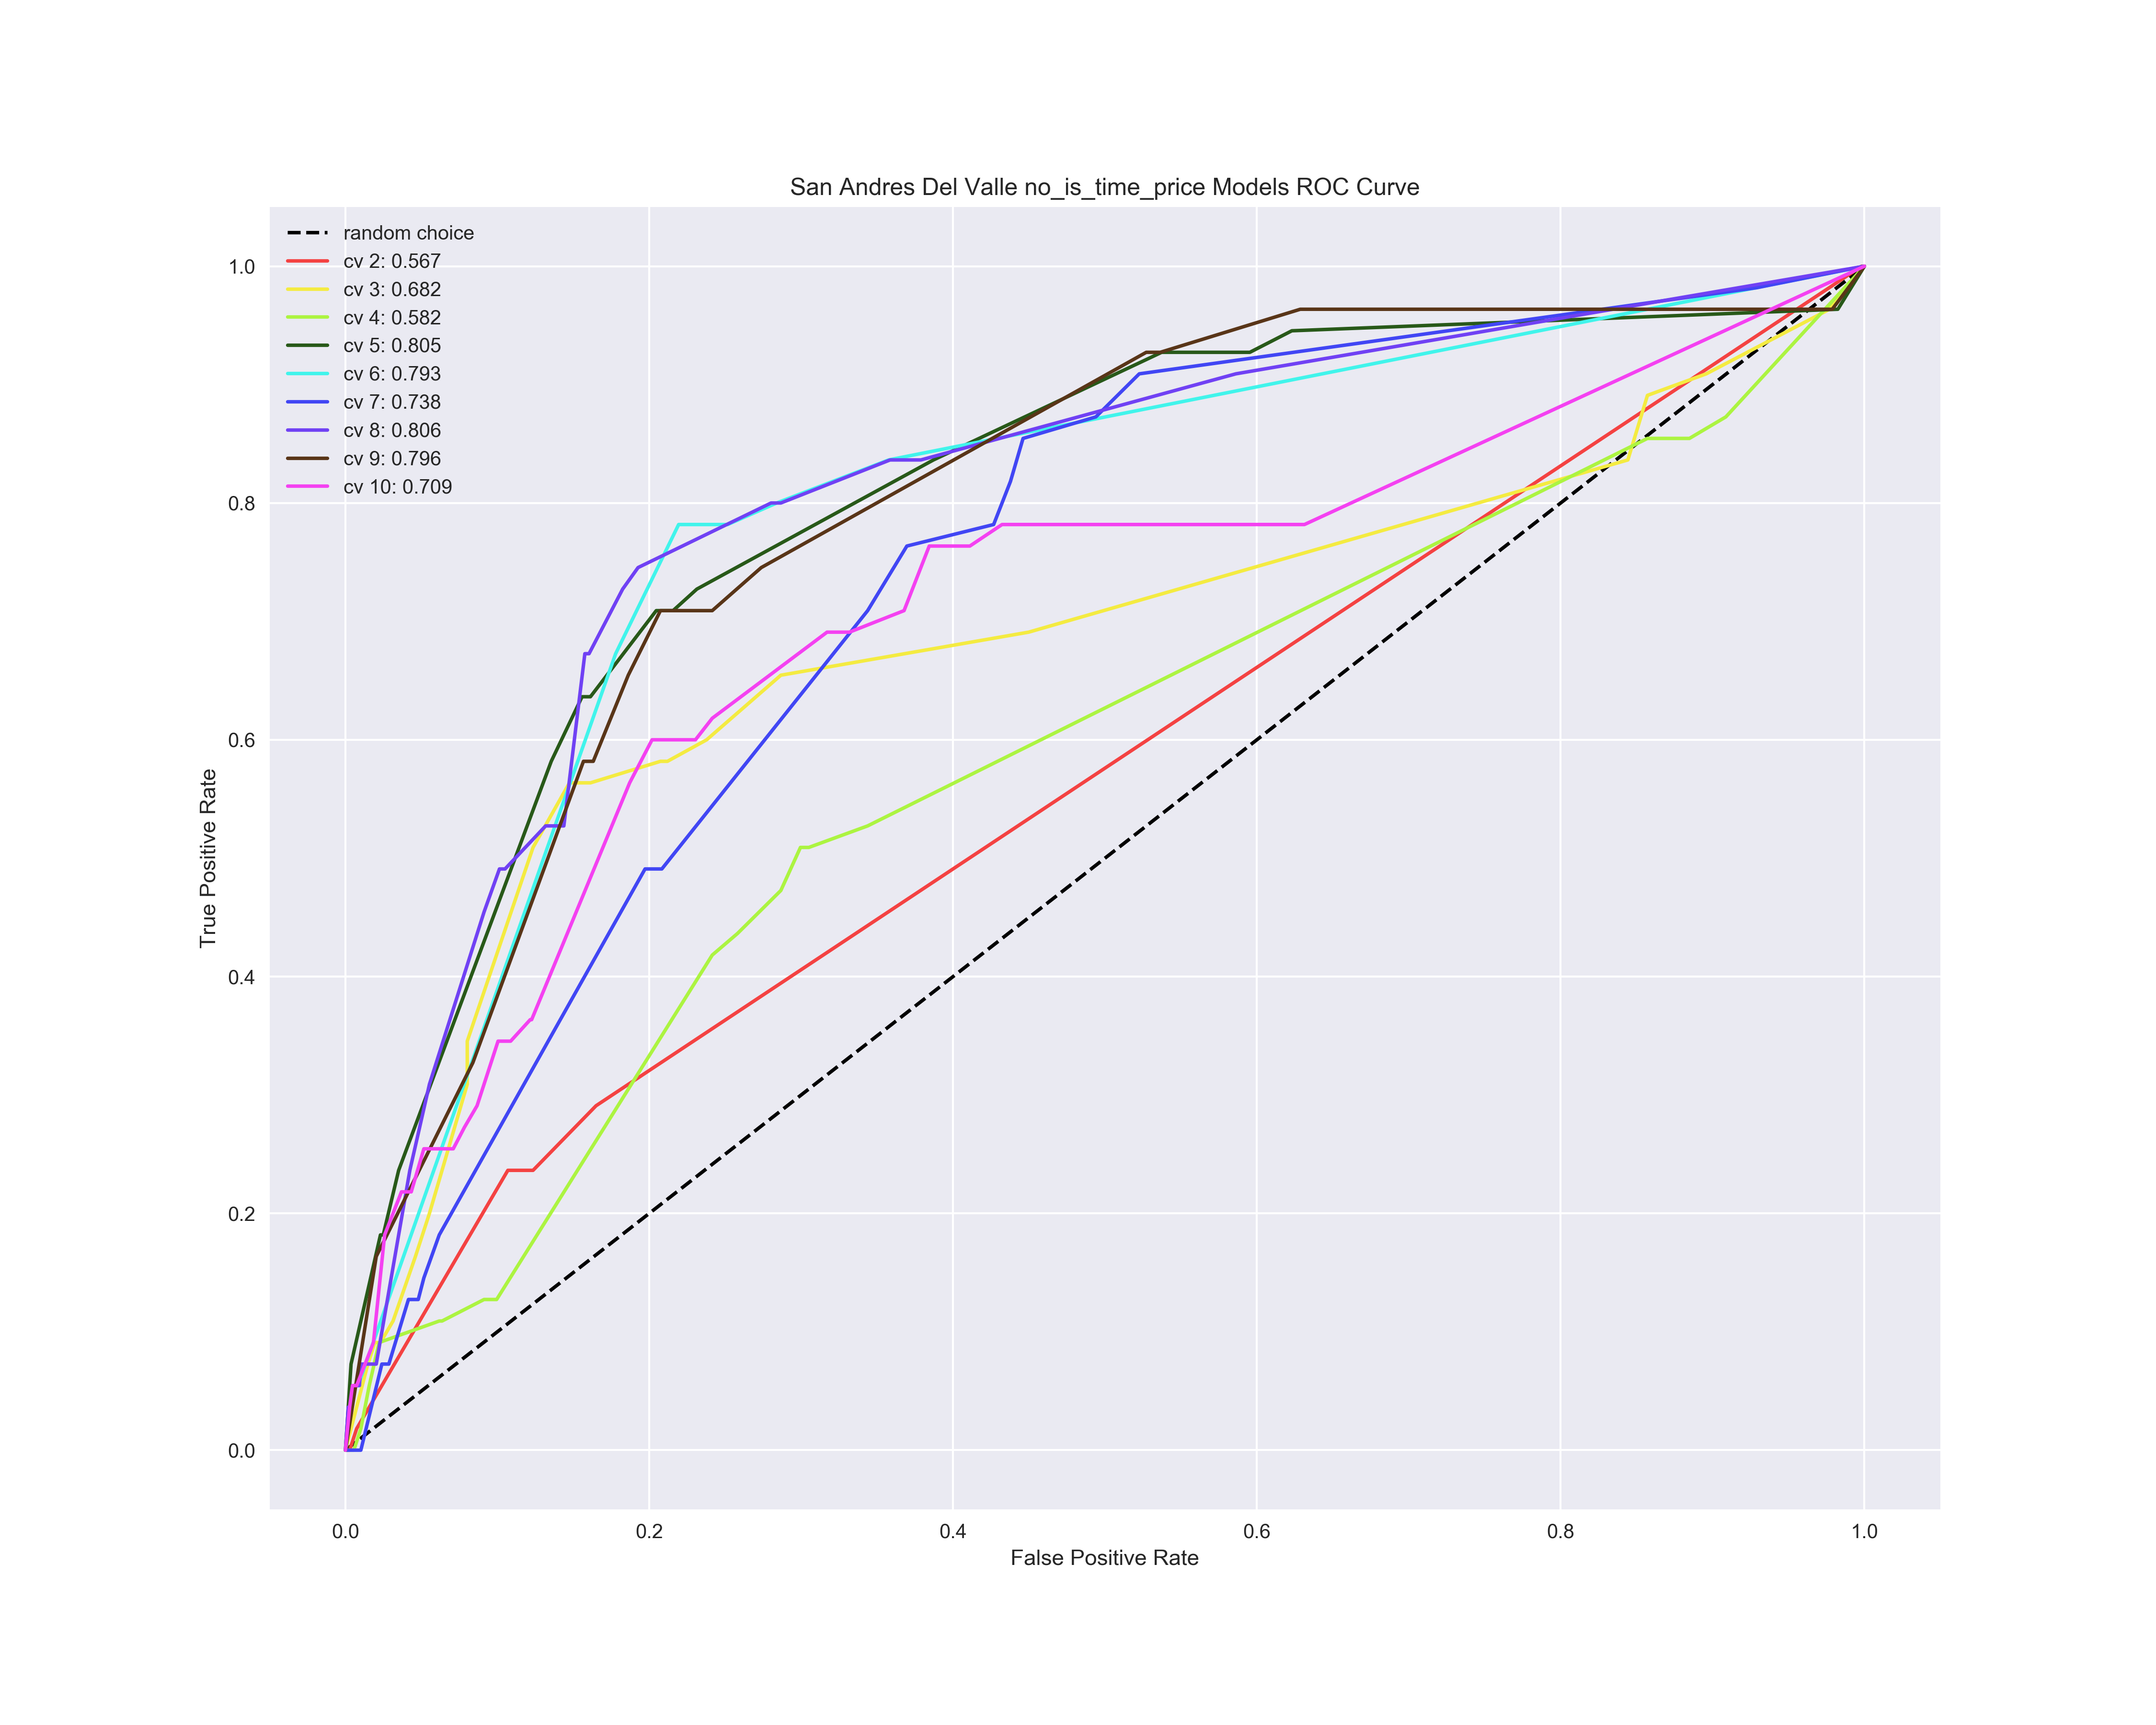 San Andres Del Valle no_is_time_price Models ROC Curve
random choice
cv 2: 0.567
cv 3: 0.682
cv 4: 0.582
cv 5: 0.805
cv 6: 0.793
cv 7: 0.738
cv 8: 0.806
cv 9: 0.796
cv 10: 0.709
1.0
0.8
0.6
0.4
0.2
0.0
True Positive Rate
0.0 0.2 0.4 0.6 0.8 1.0
False Positive Rate